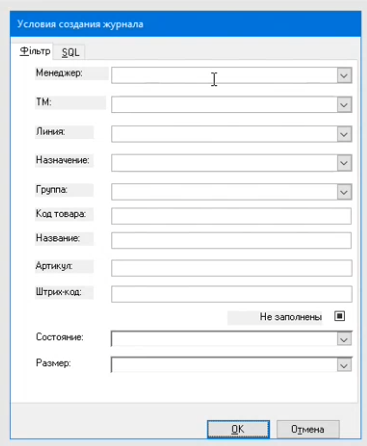 Условия создания журнала
Фільтр SQL
Менеджер:
ТМ:
Линия:
Назначение:
Группа:
Код товара:
Название:
Артикул:
Штрих-код:
Не заполнены
Состояние:
Размер:
OK Отмена